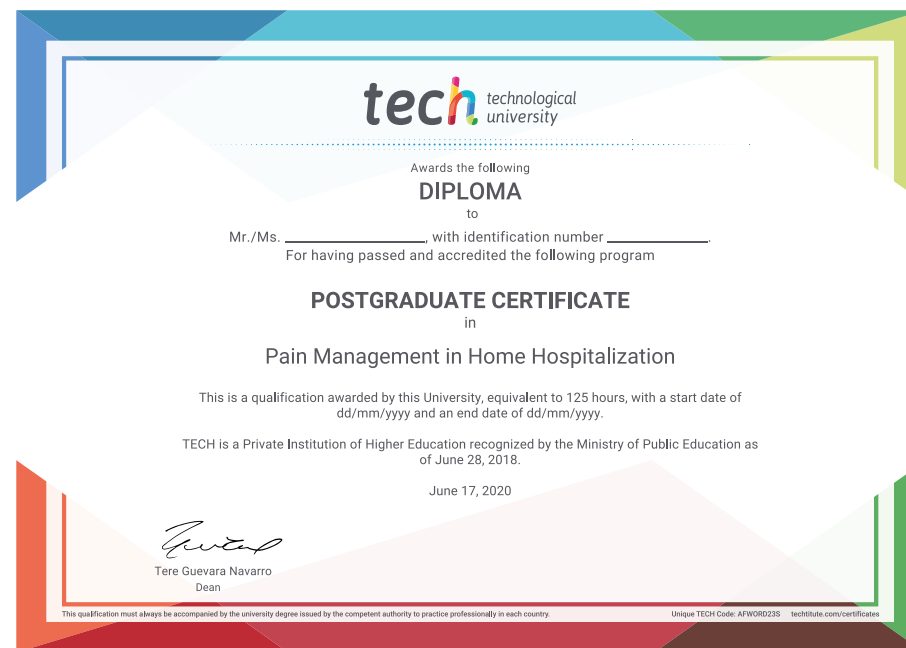 tech technological
university
Awards the following
DIPLOMA
to
Mr./Ms. _________________, with identification number ____________.
For having passed and accredited the following program
POSTGRADUATE CERTIFICATE
in
Pain Management in Home Hospitalization
This is a qualification awarded by this University, equivalent to 125 hours, with a start date of
dd/mm/yyyy and an end date of dd/mm/yyyy.
TECH is a Private Institution of Higher Education recognized by the Ministry of Public Education as
of June 28, 2018.
June 17, 2020
Tere Guevara Navarro
Dean
This qualification must always be accompanied by the university degree issued by the competent authority to practice professionally in each country.
Unique TECH Code: AFWORD23S techtitute.com/certificates